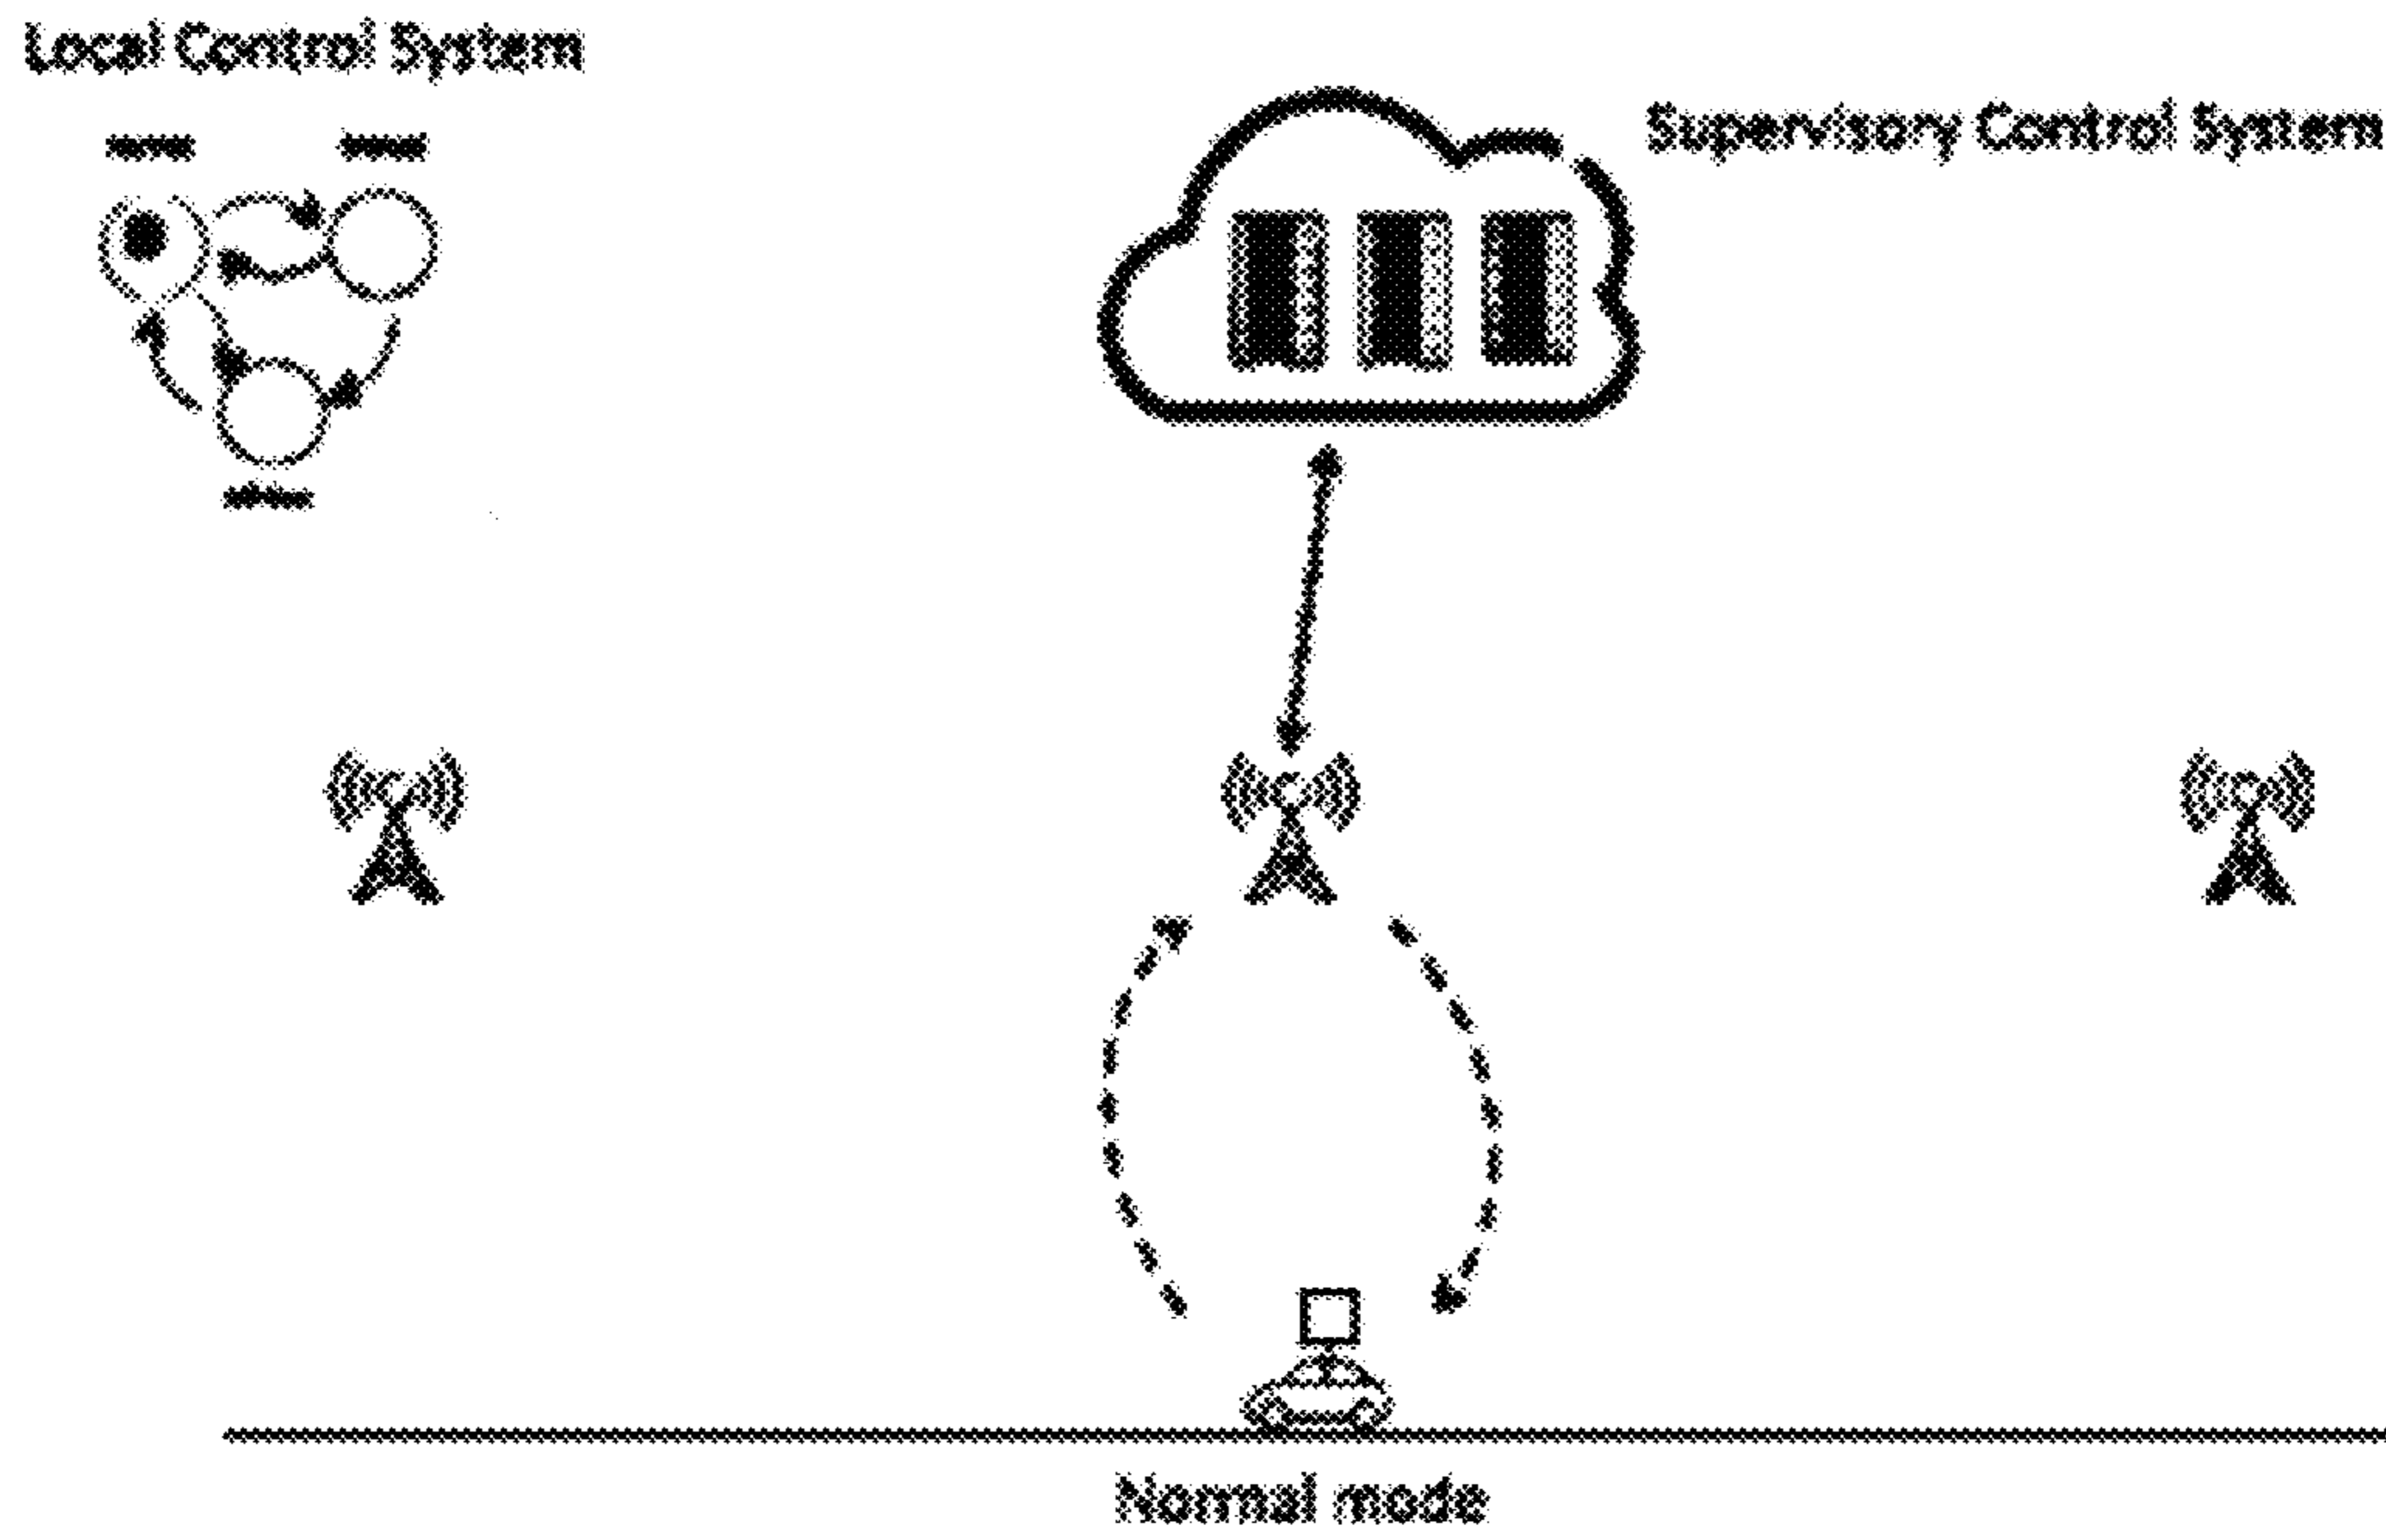 Local Control System
Supervisory Control System
Normal mode